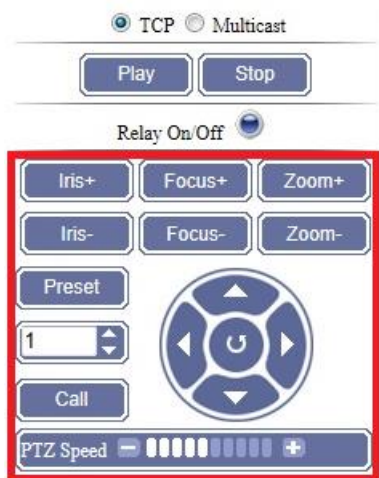 TCP Multicast
Play Stop
Relay On/Off
Iris+ Focus+ Zoom+
Iris- Focus- Zoom-
Preset
1
Call
PTZ Speed